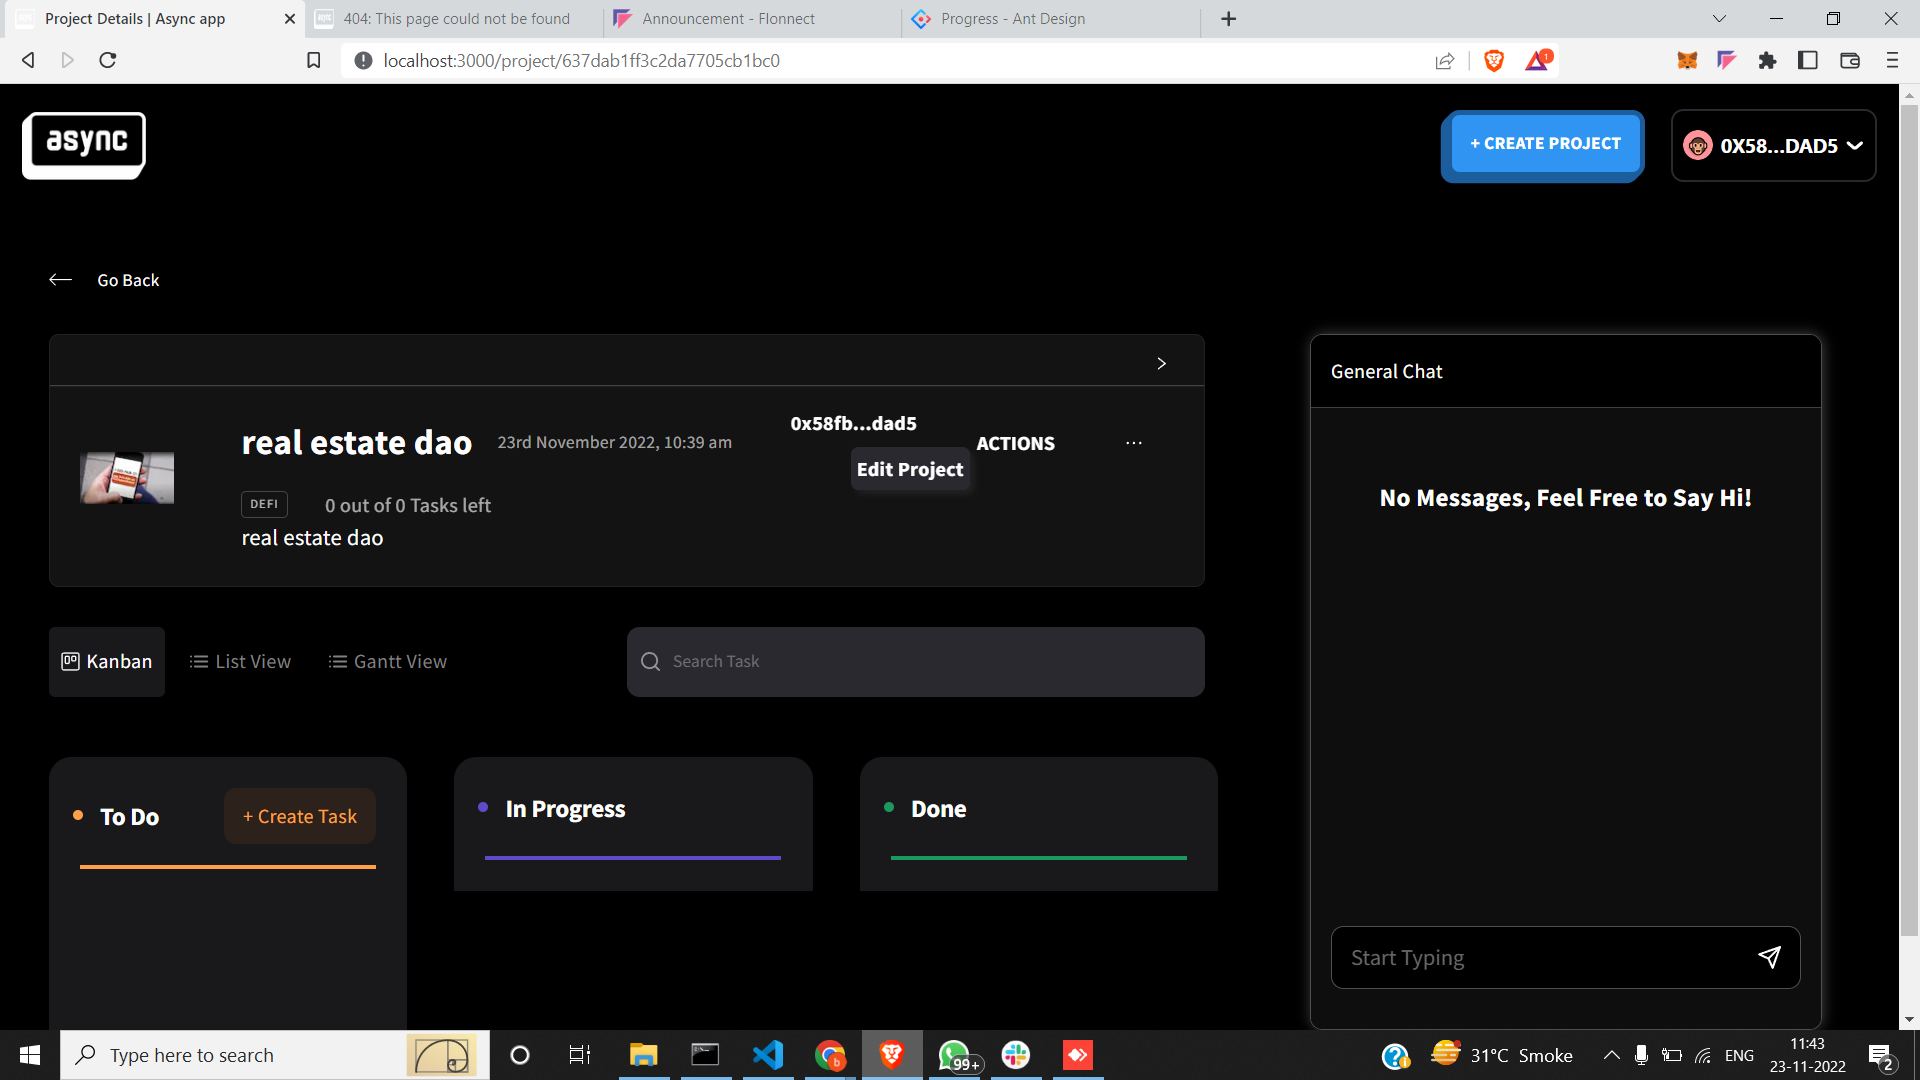 Project Details | Async app
404: This page could not be found
Announcement - Flonnect
Progress - Ant Design
localhost:3000/project/637dab1ff3c2da7705cb1bc0
1
async
+ CREATE PROJECT
0X58...DAD5
Go Back
real estate dao
23rd November 2022, 10:39 am
0x58fb...dad5
Edit Project
ACTIONS
...
DEFI
0 out of 0 Tasks left
real estate dao
General Chat
No Messages, Feel Free to Say Hi!
Start Typing
Kanban
List View
Gantt View
Search Task
To Do
+ Create Task
In Progress
Done
Type here to search
99+
31°C Smoke
ENG
11:43
23-11-2022
2